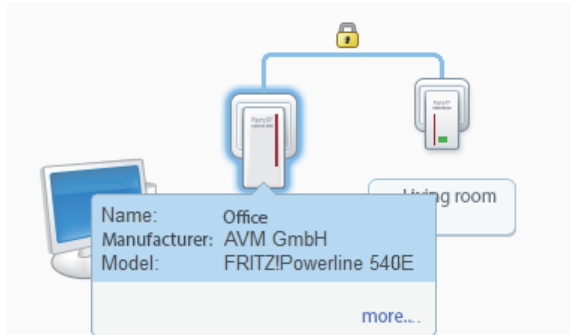 Living room
Name: Office
Manufacturer: AVM GmbH
Model: FRITZ!Powerline 540E
more....